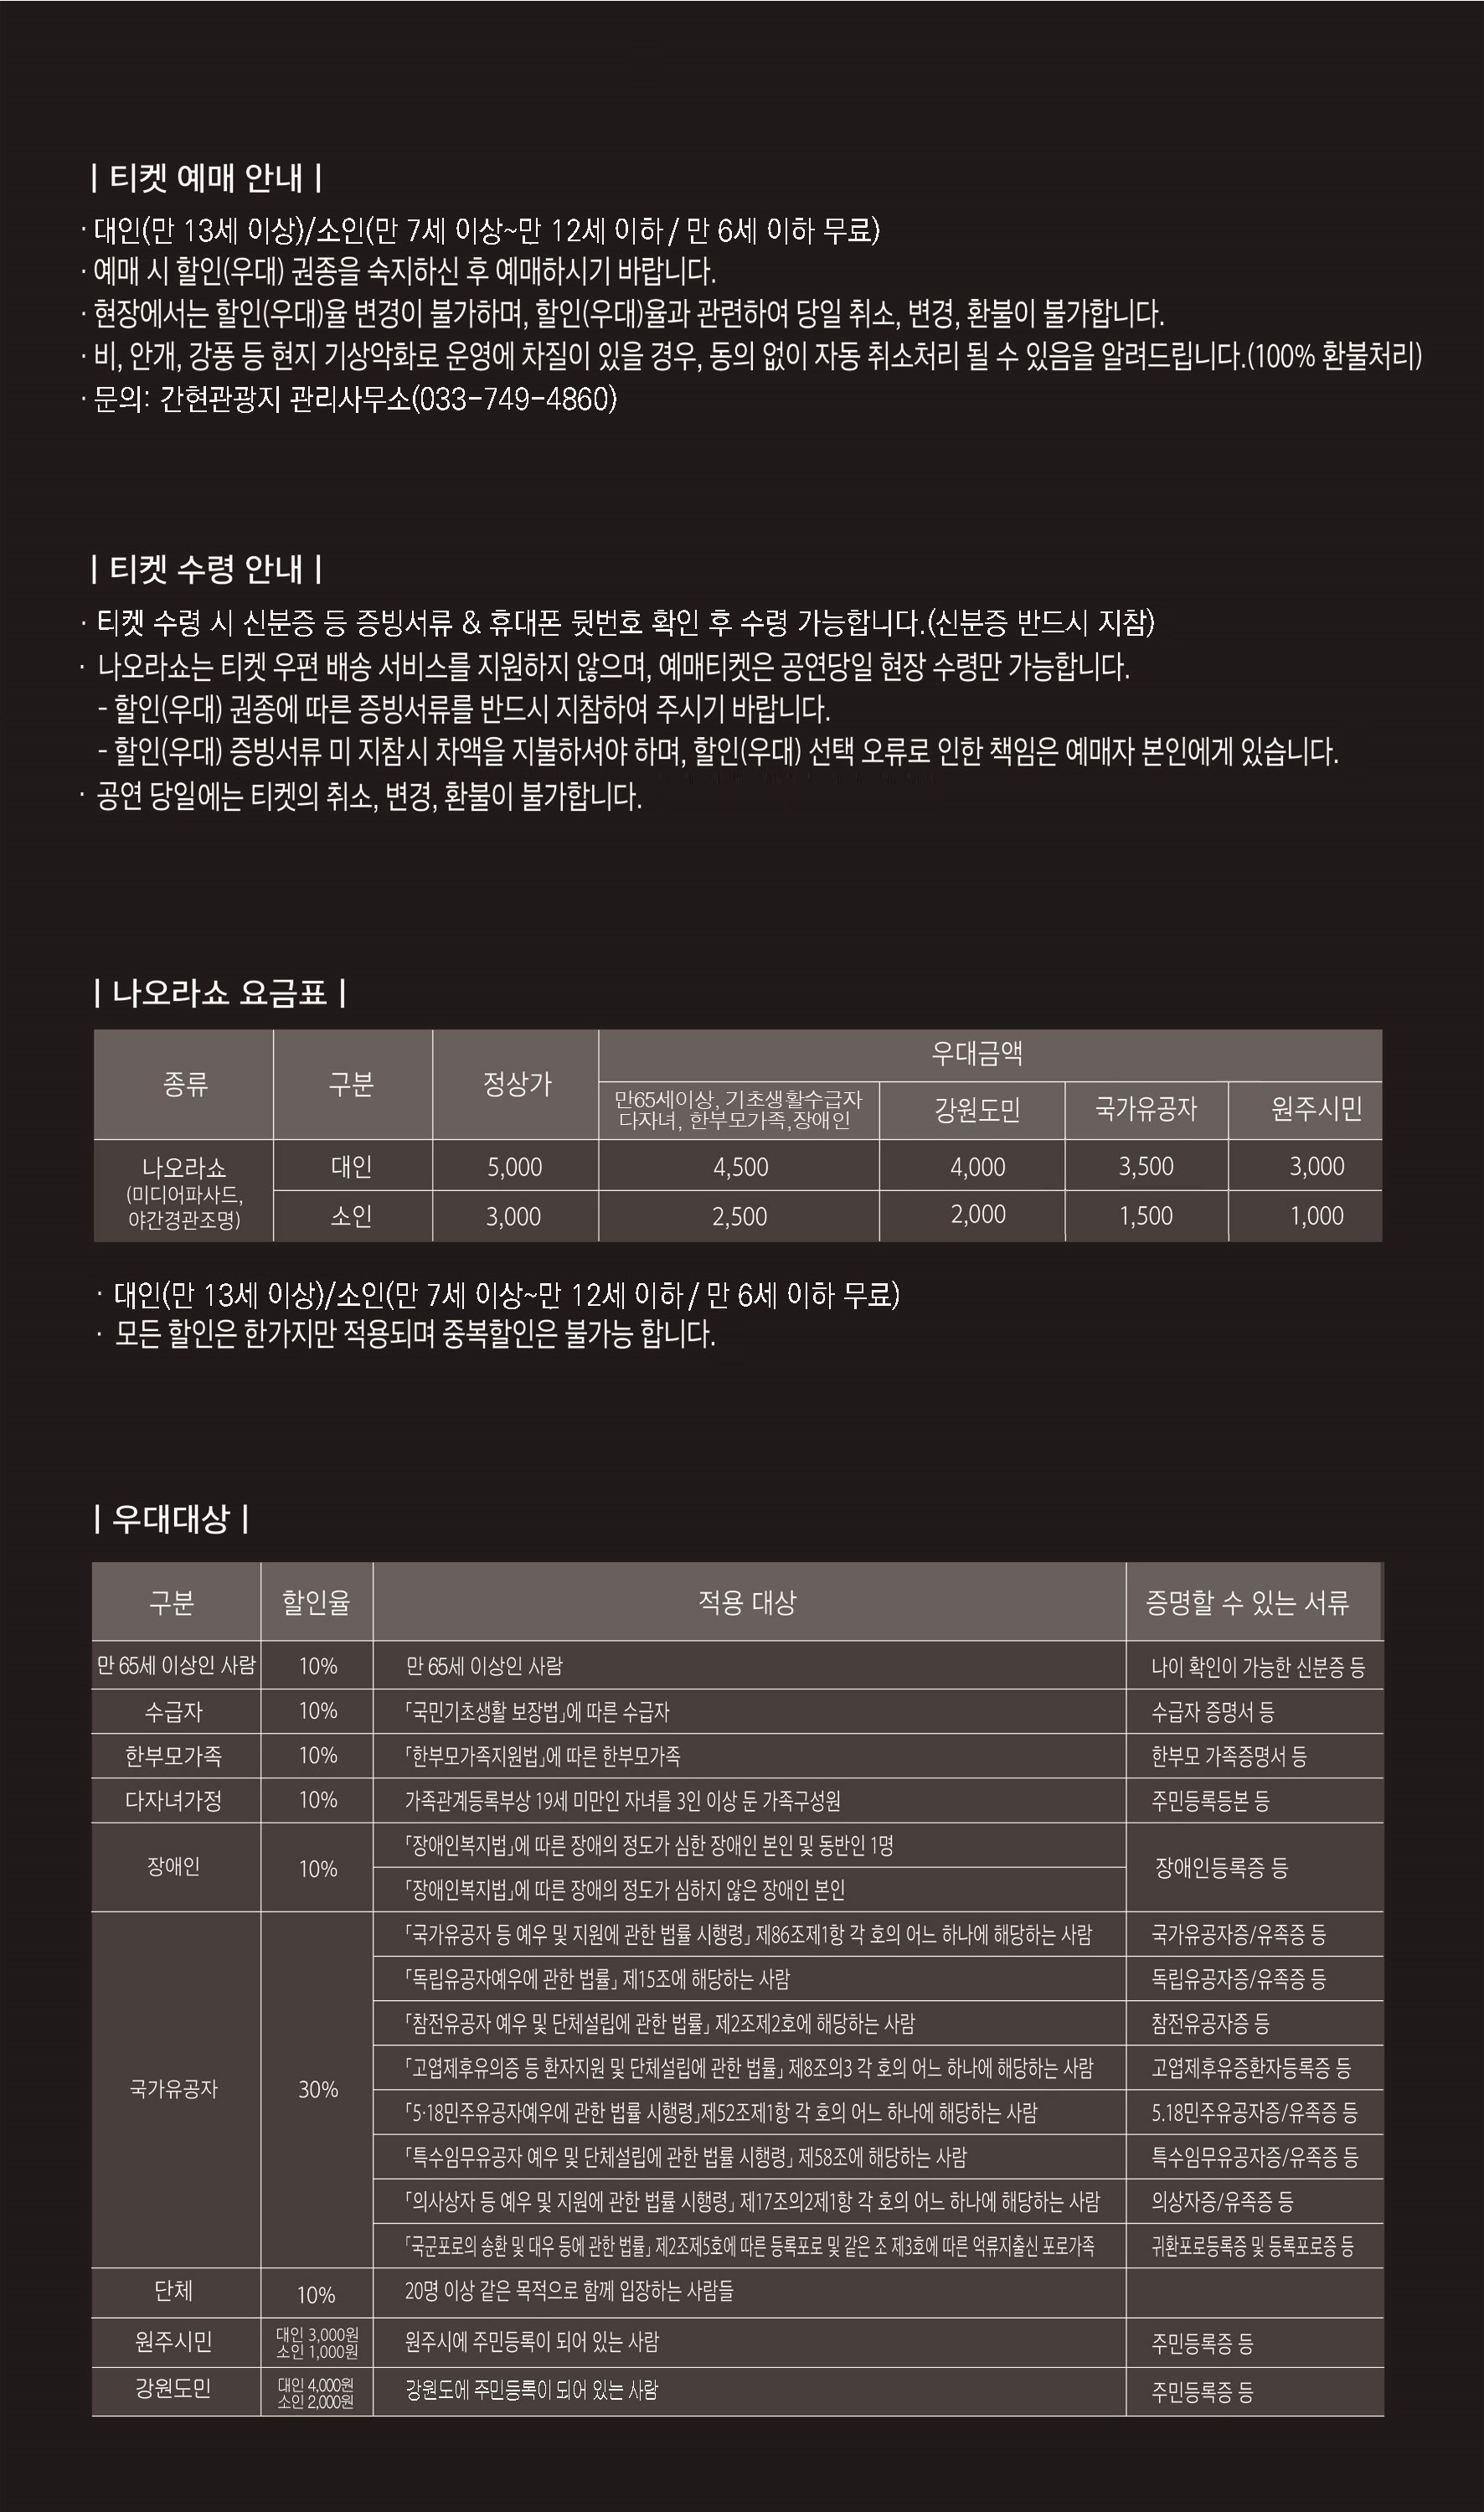 | 티켓 예매 안내 |
· 대인(만 13세 이상)/소인(만 7세 이상~만 12세 이하 / 만 6세 이하 무료)
· 예매 시 할인(우대) 권종을 숙지하신 후 예매하시기 바랍니다.
· 현장에서는 할인(우대)율 변경이 불가하며, 할인(우대)율과 관련하여 당일 취소, 변경, 환불이 불가합니다.
· 비, 안개, 강풍 등 현지 기상악화로 운영에 차질이 있을 경우, 동의 없이 자동 취소처리 될 수 있음을 알려드립니다.(100% 환불처리)
· 문의: 간현관광지 관리사무소(033-749-4860)
| 티켓 수령 안내 |
· 티켓 수령 시 신분증 등 증빙서류 & 휴대폰 뒷번호 확인 후 수령 가능합니다.(신분증 반드시 지참)
· 나오라쇼는 티켓 우편 배송 서비스를 지원하지 않으며, 예매티켓은 공연당일 현장 수령만 가능합니다.
- 할인(우대) 권종에 따른 증빙서류를 반드시 지참하여 주시기 바랍니다.
- 할인(우대) 증빙서류 미 지참시 차액을 지불하셔야 하며, 할인(우대) 선택 오류로 인한 책임은 예매자 본인에게 있습니다.
· 공연 당일에는 티켓의 취소, 변경, 환불이 불가합니다.
| 나오라쇼 요금표 |
종류 구분 정상가 우대금액
만65세이상, 기초생활수급자 다자녀, 한부모가족,장애인 강원도민 국가유공자 원주시민
나오라쇼 (미디어파사드, 야간경관조명) 대인 5,000 4,500 4,000 3,500 3,000
소인 3,000 2,500 2,000 1,500 1,000
· 대인(만 13세 이상)/소인(만 7세 이상~만 12세 이하 / 만 6세 이하 무료)
· 모든 할인은 한가지만 적용되며 중복할인은 불가능 합니다.
| 우대대상 |
구분 할인율 적용 대상 증명할 수 있는 서류
만 65세 이상인 사람 10% 만 65세 이상인 사람 나이 확인이 가능한 신분증 등
수급자 10% 「국민기초생활 보장법」에 따른 수급자 수급자 증명서 등
한부모가족 10% 「한부모가족지원법」에 따른 한부모가족 한부모 가족증명서 등
다자녀가정 10% 가족관계등록부상 19세 미만인 자녀를 3인 이상 둔 가족구성원 주민등록등본 등
장애인 10% 「장애인복지법」에 따른 장애의 정도가 심한 장애인 본인 및 동반인 1명 장애인등록증 등
「장애인복지법」에 따른 장애의 정도가 심하지 않은 장애인 본인
국가유공자 30% 「국가유공자 등 예우 및 지원에 관한 법률 시행령」 제86조제1항 각 호의 어느 하나에 해당하는 사람 국가유공자증/유족증 등
「독립유공자예우에 관한 법률」 제15조에 해당하는 사람 독립유공자증/유족증 등
「참전유공자 예우 및 단체설립에 관한 법률」 제2조제2호에 해당하는 사람 참전유공자증 등
「고엽제후유의증 등 환자지원 및 단체설립에 관한 법률」 제8조의3 각 호의 어느 하나에 해당하는 사람 고엽제후유증환자등록증 등
「5·18민주유공자예우에 관한 법률 시행령」제52조제1항 각 호의 어느 하나에 해당하는 사람 5.18민주유공자증/유족증 등
「특수임무유공자 예우 및 단체설립에 관한 법률 시행령」 제58조에 해당하는 사람 특수임무유공자증/유족증 등
「의사상자 등 예우 및 지원에 관한 법률 시행령」 제17조의2제1항 각 호의 어느 하나에 해당하는 사람 의상자증/유족증 등
「국군포로의 송환 및 대우 등에 관한 법률」 제2조제5호에 따른 등록포로 및 같은 조 제3호에 따른 억류지출신 포로가족 귀환포로등록증 및 등록포로증 등
단체 10% 20명 이상 같은 목적으로 함께 입장하는 사람들
원주시민 대인 3,000원 소인 1,000원 원주시에 주민등록이 되어 있는 사람 주민등록증 등
강원도민 대인 4,000원 소인 2,000원 강원도에 주민등록이 되어 있는 사람 주민등록증 등